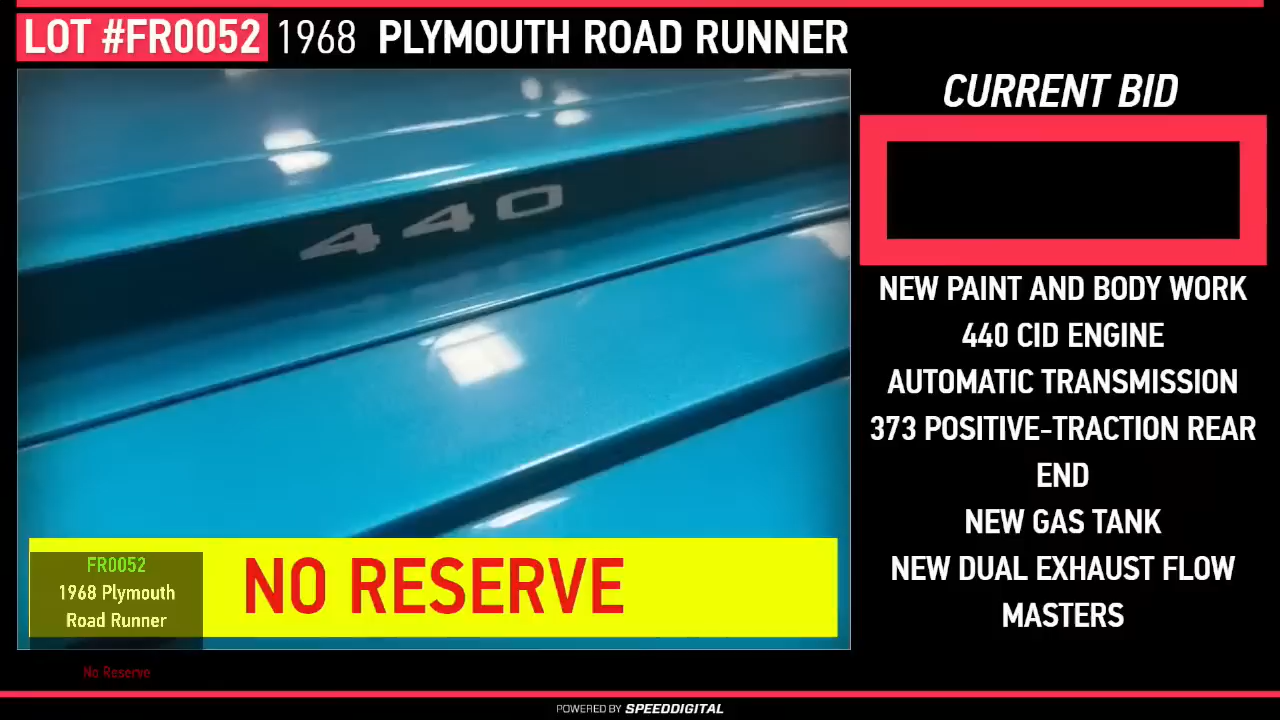 LOT #FR0052 1968 PLYMOUTH ROAD RUNNER
CURRENT BID
440
NEW PAINT AND BODY WORK
440 CID ENGINE
AUTOMATIC TRANSMISSION
373 POSITIVE-TRACTION REAR
END
NEW GAS TANK
NEW DUAL EXHAUST FLOW
MASTERS
NO RESERVE
FR0052
1968 Plymouth
Road Runner
No Reserve
POWERED BY SPEEDDIGITAL